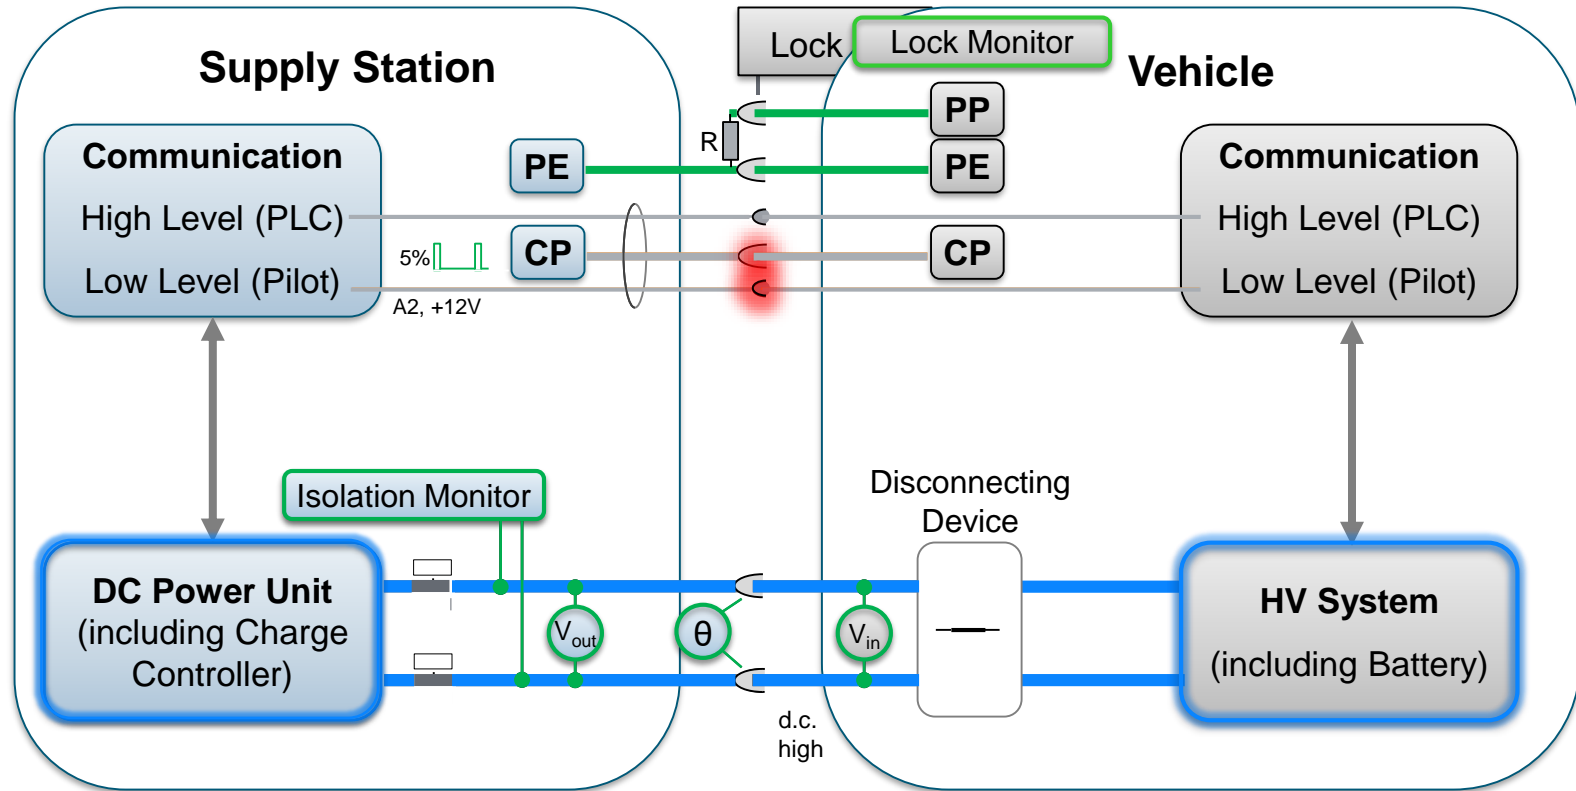 Supply Station
Lock
Lock Monitor
Vehicle
PP
R
PE
PE
Communication
High Level (PLC)
Low Level (Pilot)
5%
CP
A2, +12V
CP
Communication
High Level (PLC)
Low Level (Pilot)
Isolation Monitor
Disconnecting
Device
DC Power Unit
(including Charge
Controller)
Vout
θ
Vin
HV System
(including Battery)
d.c.
high